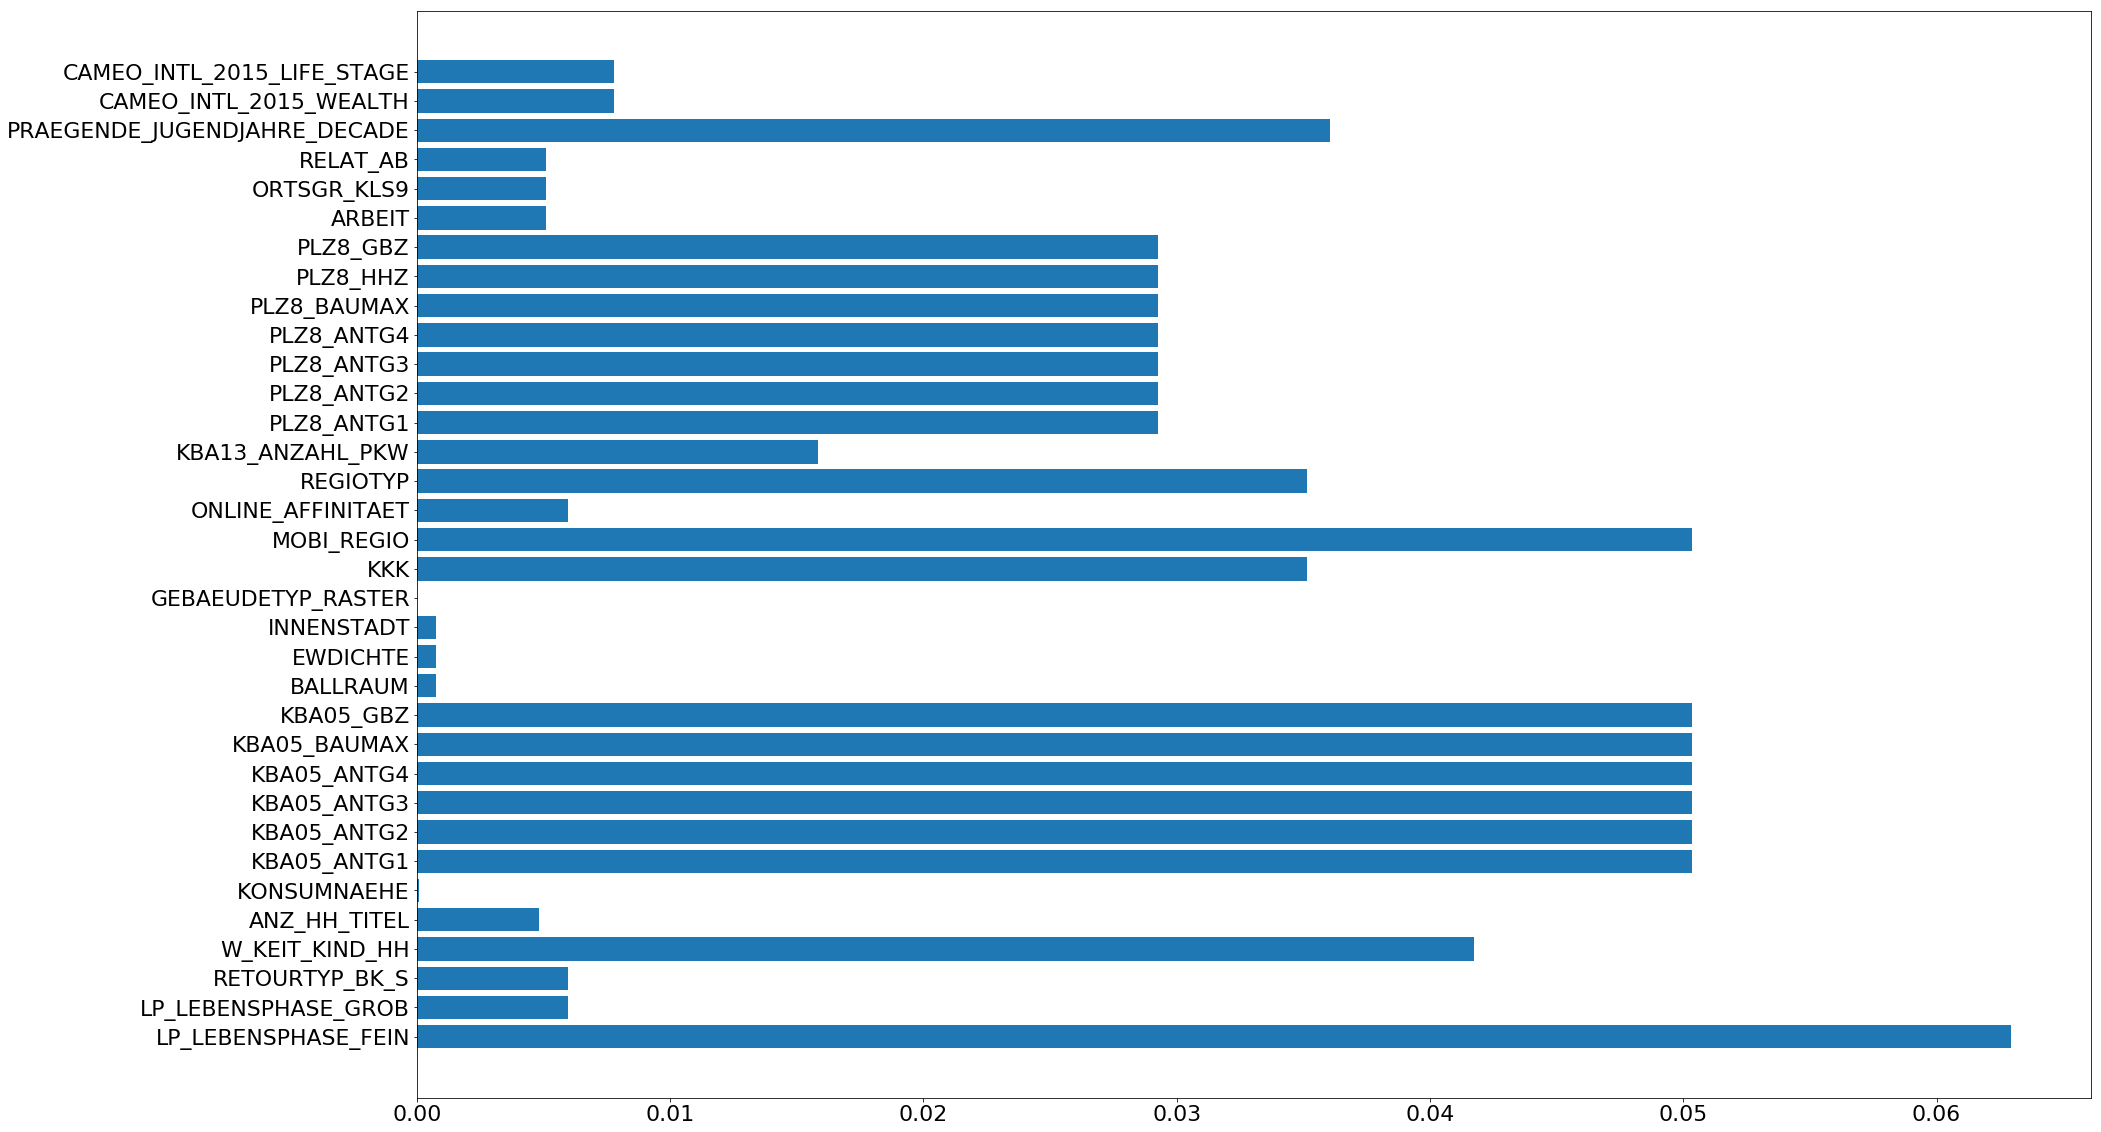 CAMEO_INTL_2015_LIFE_STAGE
CAMEO_INTL_2015_WEALTH
PRAEGENDE_JUGENDJAHRE_DECADE
RELAT_AB
ORTSGR_KLS9
ARBEIT
PLZ8_GBZ
PLZ8_HHZ
PLZ8_BAUMAX
PLZ8_ANTG4
PLZ8_ANTG3
PLZ8_ANTG2
PLZ8_ANTG1
KBA13_ANZAHL_PKW
REGIOTYP
ONLINE_AFFINITAET
MOBI_REGIO
KKK
GEBAEUDETYP_RASTER
INNENSTADT
EWDICHTE
BALLRAUM
KBA05_GBZ
KBA05_BAUMAX
KBA05_ANTG4
KBA05_ANTG3
KBA05_ANTG2
KBA05_ANTG1
KONSUMNAEHE
ANZ_HH_TITEL
W_KEIT_KIND_HH
RETOURTYP_BK_S
LP_LEBENSPHASE_GROB
LP_LEBENSPHASE_FEIN
0.00 0.01 0.02 0.03 0.04 0.05 0.06